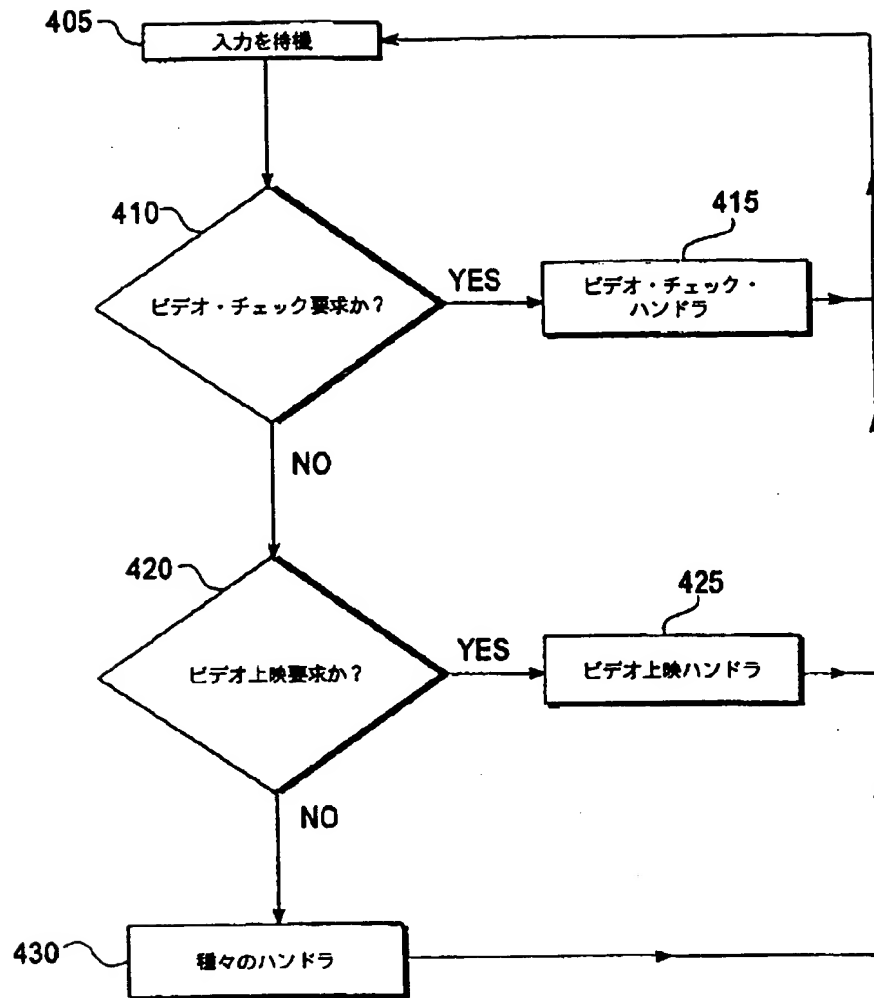 405
入力を待機
410
ビデオ・チェック要求か？
YES
415
ビデオ・チェック・
ハンドラ
NO
420
ビデオ上映要求か？
YES
425
ビデオ上映ハンドラ
NO
430
種々のハンドラ